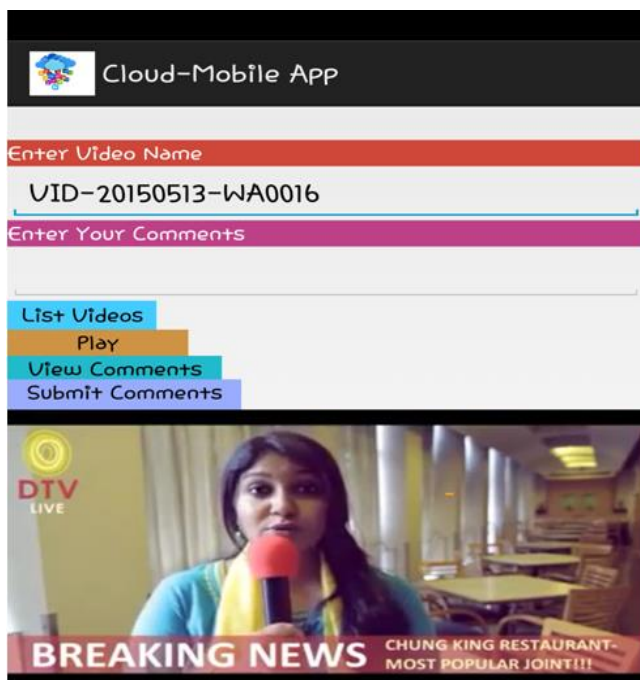 Cloud-Mobile App
Enter Video Name
VID-20150513-WA0016
Enter Your Comments
List Videos
Play
View Comments
Submit Comments
DTV
LIVE
BREAKING NEWS
CHUNG KING RESTAURANT-
MOST POPULAR JOINT!!!